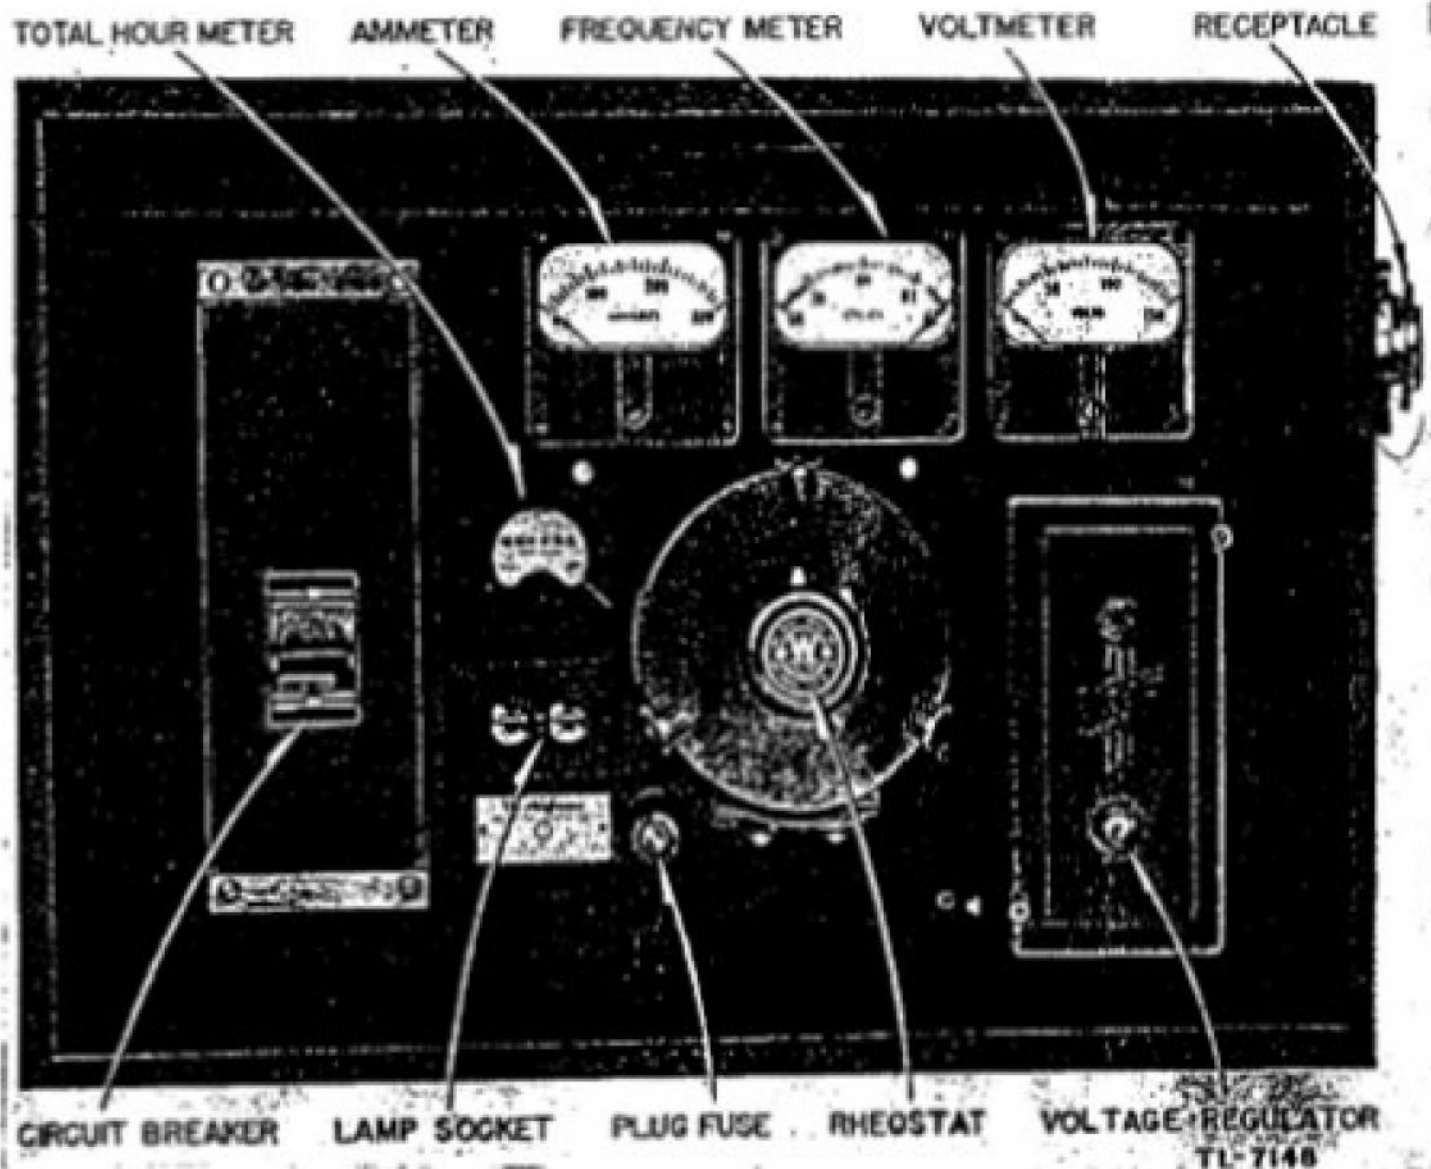 TOTAL HOUR METER AMMETER FREQUENCY METER VOLTMETER RECEPTACLE
CIRCUIT BREAKER LAMP SOCKET PLUG FUSE RHEOSTAT VOLTAGE REGULATOR
TL-7148